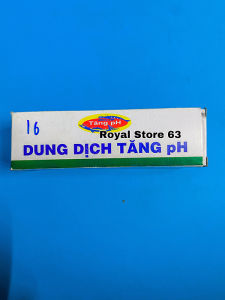 16
Tăng pH
Royal Store 63
DUNG DỊCH TĂNG pH